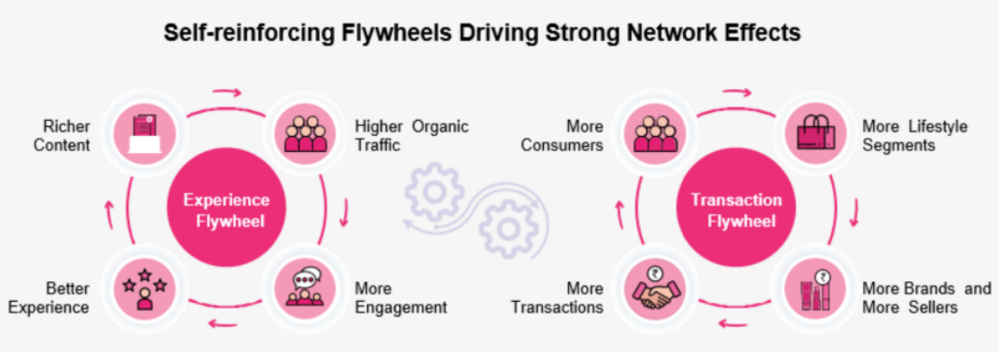 Self-reinforcing Flywheels Driving Strong Network Effects
Richer
Content
Higher Organic
Traffic
Experience
Flywheel
Better
Experience
More
Engagement
More
Consumers
More Lifestyle
Segments
Transaction
Flywheel
More
Transactions
₹
₹
More Brands and
More Sellers